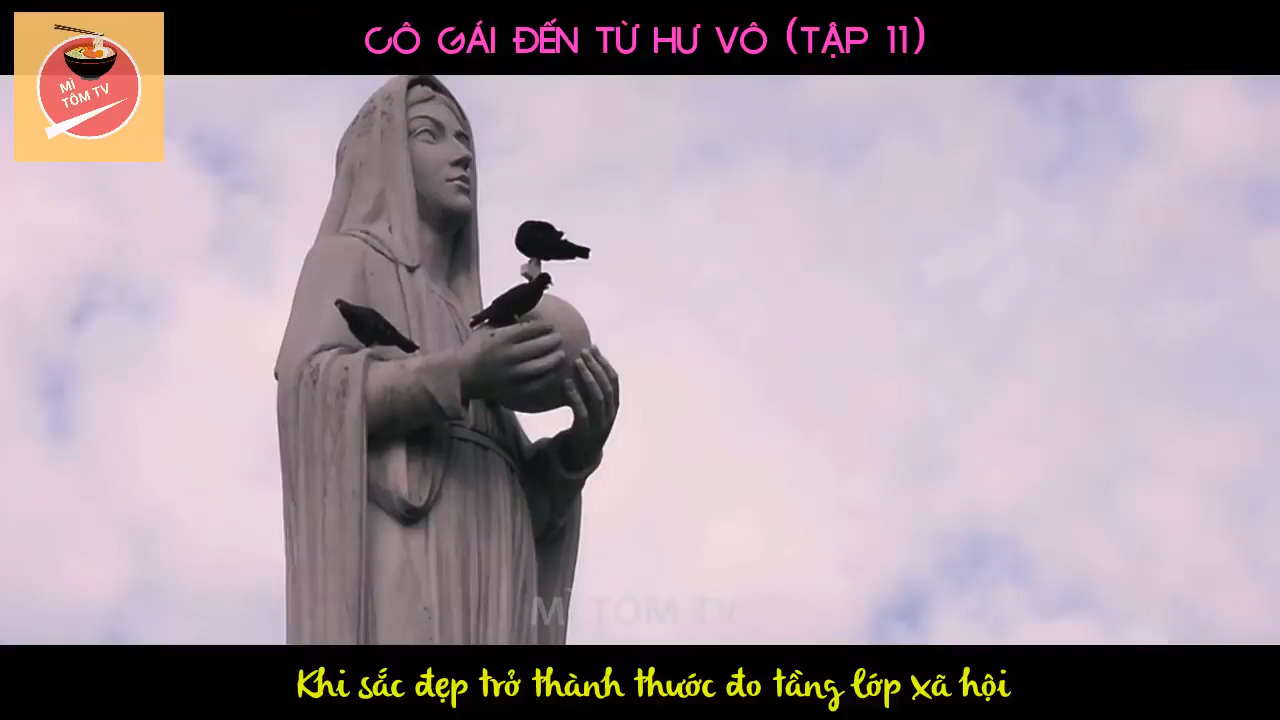 CÔ GÁI ĐẾN TỪ HƯ VÔ (TẬP 11)
MÌ
TÔM TV
MÌ TÔM TV
Khi sắc đẹp trở thành thước đo tầng lớp xã hội